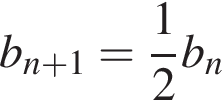 b_{n+1} = \frac{1}{2} b_n